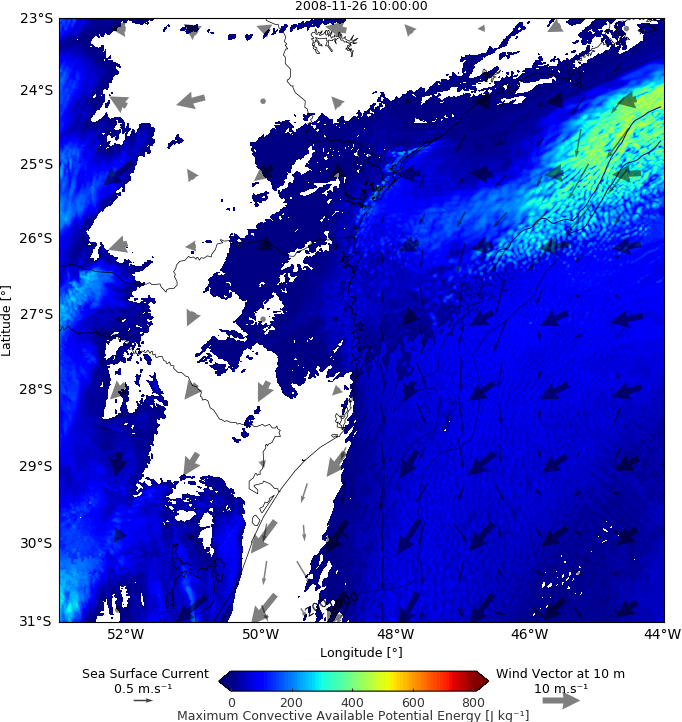 2008-11-26 10:00:00
23°S
24°S
25°S
26°S
27°S
28°S
29°S
30°S
31°S
Latitude [°]
52°W 50°W 48°W 46°W 44°W
Longitude [°]
Sea Surface Current
0.5 m.s⁻¹
Wind Vector at 10 m
10 m.s⁻¹
0 200 400 600 800
Maximum Convective Available Potential Energy [J kg⁻¹]